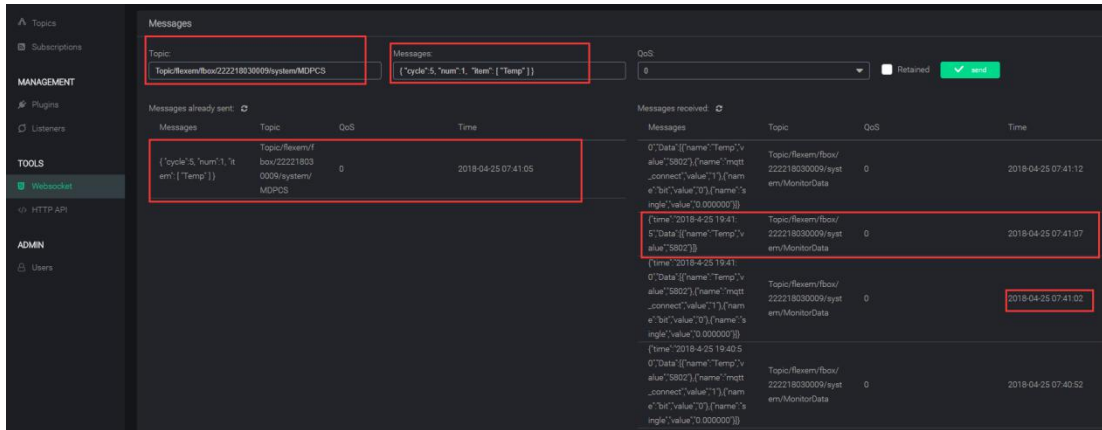 Topics
Subscriptions
MANAGEMENT
Plugins
Listeners
TOOLS
Websocket
HTTP API
ADMIN
Users
Messages
Topic:
Topic/flexem/fbox/222218030009/system/MDPCS
Messages:
{ "cycle":5, "num":1, "item": [ "Temp" ] }
QoS:
0
Retained
send
Messages already sent:
Messages Topic QoS Time
{ "cycle":5, "num":1, "it
em": [ "Temp" ] }
Topic/flexem/f
box/22221803
0009/system/
MDPCS
0
2018-04-25 07:41:05
Messages received:
Messages Topic QoS Time
0","Data":[{"name":"Temp","v
alue","5802"},{"name":"mqtt
_connect","value","1"},{"nam
e":"bit","value","0"},{"name":"s
ingle","value","0.000000"}]}
Topic/flexem/fbox/
222218030009/syst
em/MonitorData
0
2018-04-25 07:41:12
{"time":"2018-4-25 19:41:
5","Data":[{"name":"Temp","v
alue","5802"}]}
Topic/flexem/fbox/
222218030009/syst
em/MonitorData
0
2018-04-25 07:41:07
{"time":"2018-4-25 19:41:
0","Data":[{"name":"Temp","v
alue","5802"},{"name":"mqtt
_connect","value","1"},{"nam
e":"bit","value","0"},{"name":"s
ingle","value","0.000000"}]}
Topic/flexem/fbox/
222218030009/syst
em/MonitorData
0
2018-04-25 07:41:02
{"time":"2018-4-25 19:40:5
0","Data":[{"name":"Temp","v
alue","5802"},{"name":"mqtt
_connect","value","1"},{"nam
e":"bit","value","0"},{"name":"s
ingle","value","0.000000"}]}
Topic/flexem/fbox/
222218030009/syst
em/MonitorData
0
2018-04-25 07:40:52